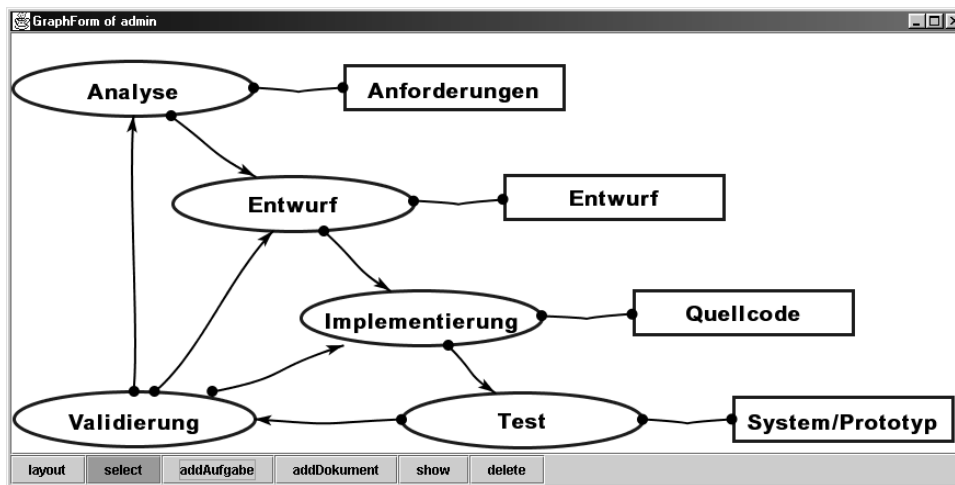 GraphForm of admin
Analyse
Anforderungen
Entwurf
Entwurf
Implementierung
Quellcode
Validierung
Test
System/Prototyp
layout select addAufgabe addDokument show delete